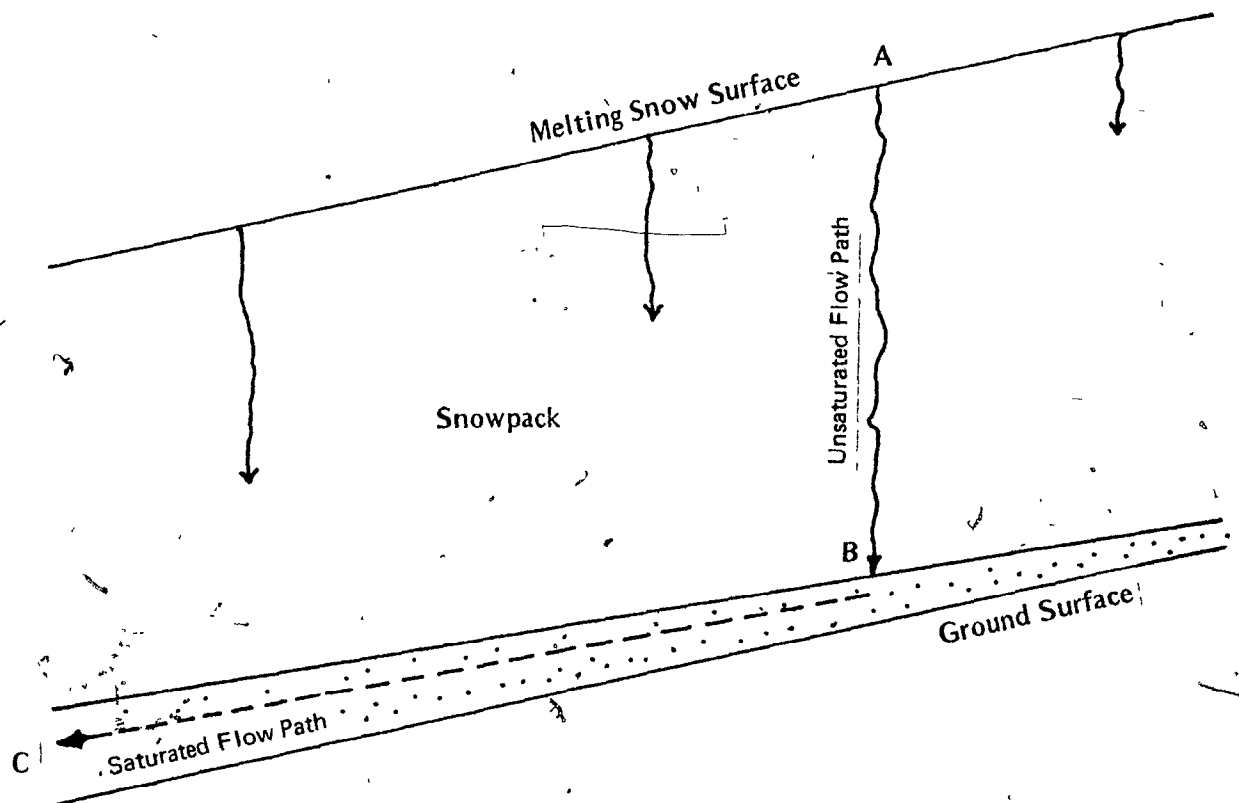 A
Melting Snow Surface
Unsaturated Flow Path
Snowpack
B
Ground Surface
Saturated Flow Path
C